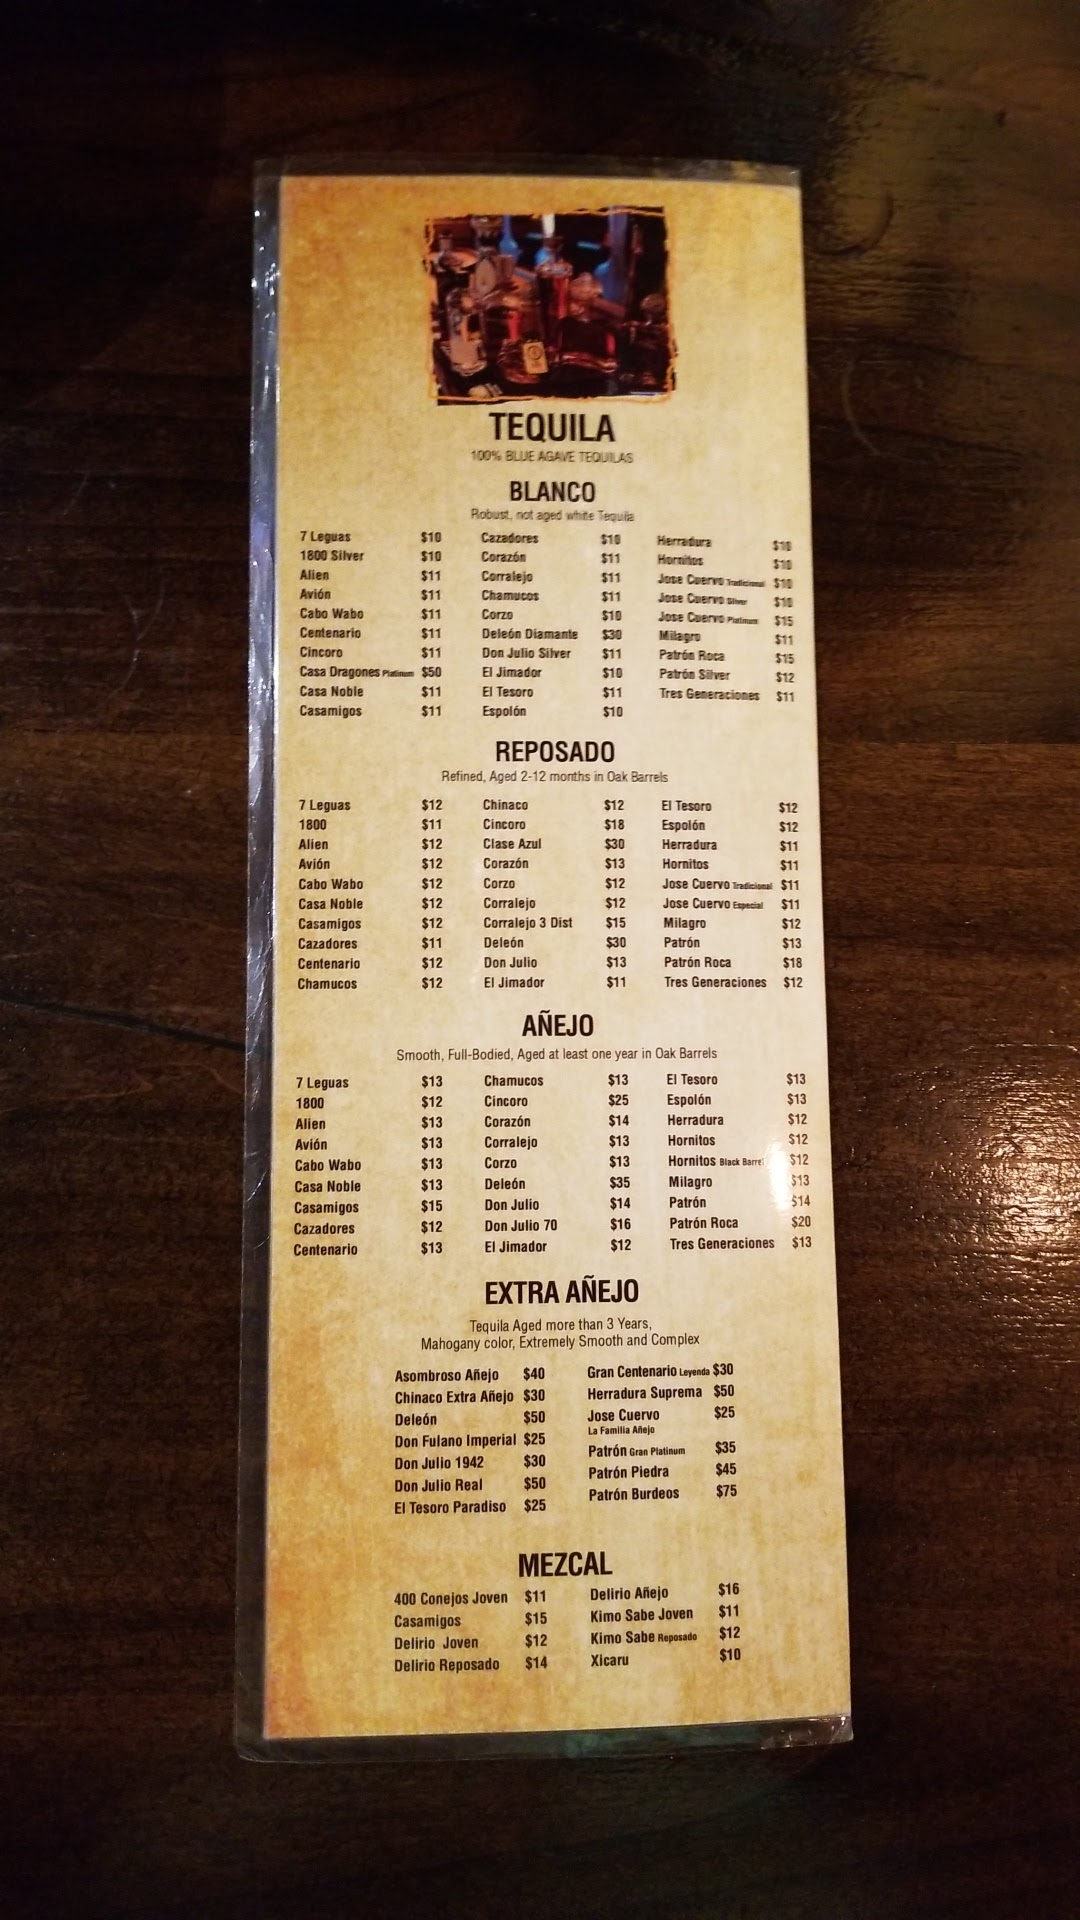 TEQUILA
100% BLUE AGAVE TEQUILAS
BLANCO
Robust, not aged white Tequila
7 Leguas $10 Cazadores $10 Herradura $10
1800 Silver $10 Corazón $11 Hornitos $10
Alien $11 Corralejo $11 Jose Cuervo Tradicional $10
Avión $11 Chamucos $11 Jose Cuervo Silver $10
Cabo Wabo $11 Corzo $10 Jose Cuervo Platinum $15
Centenario $11 Deleón Diamante $30 Milagro $11
Cincoro $11 Don Julio Silver $11 Patrón Roca $15
Casa Dragones Platinum $50 El Jimador $10 Patrón Silver $12
Casa Noble $11 El Tesoro $11 Tres Generaciones $11
Casamigos $11 Espolón $10
REPOSADO
Refined, Aged 2-12 months in Oak Barrels
7 Leguas $12 Chinaco $12 El Tesoro $12
1800 $11 Cincoro $18 Espolón $12
Alien $12 Clase Azul $30 Herradura $11
Avión $12 Corazón $13 Hornitos $11
Cabo Wabo $12 Corzo $12 Jose Cuervo Tradicional $11
Casa Noble $12 Corralejo $12 Jose Cuervo Especial $11
Casamigos $12 Corralejo 3 Dist $15 Milagro $12
Cazadores $11 Deleón $30 Patrón $13
Centenario $12 Don Julio $13 Patrón Roca $18
Chamucos $12 El Jimador $11 Tres Generaciones $12
AÑEJO
Smooth, Full-Bodied, Aged at least one year in Oak Barrels
7 Leguas $13 Chamucos $13 El Tesoro $13
1800 $12 Cincoro $25 Espolón $13
Alien $13 Corazón $14 Herradura $12
Avión $13 Corralejo $13 Hornitos $12
Cabo Wabo $13 Corzo $13 Hornitos Black Barrel $12
Casa Noble $13 Deleón $35 Milagro $13
Casamigos $15 Don Julio $14 Patrón $14
Cazadores $12 Don Julio 70 $16 Patrón Roca $20
Centenario $13 El Jimador $12 Tres Generaciones $13
EXTRA AÑEJO
Tequila Aged more than 3 Years,
Mahogany color, Extremely Smooth and Complex
Asombroso Añejo $40 Gran Centenario Leyenda $30
Chinaco Extra Añejo $30 Herradura Suprema $50
Deleón $50 Jose Cuervo $25
La Familia Añejo
Don Fulano Imperial $25 Patrón Gran Platinum $35
Don Julio 1942 $30 Patrón Piedra $45
Don Julio Real $50 Patrón Burdeos $75
El Tesoro Paradiso $25
MEZCAL
400 Conejos Joven $11 Delirio Añejo $16
Casamigos $15 Kimo Sabe Joven $11
Delirio Joven $12 Kimo Sabe Reposado $12
Delirio Reposado $14 Xicaru $10